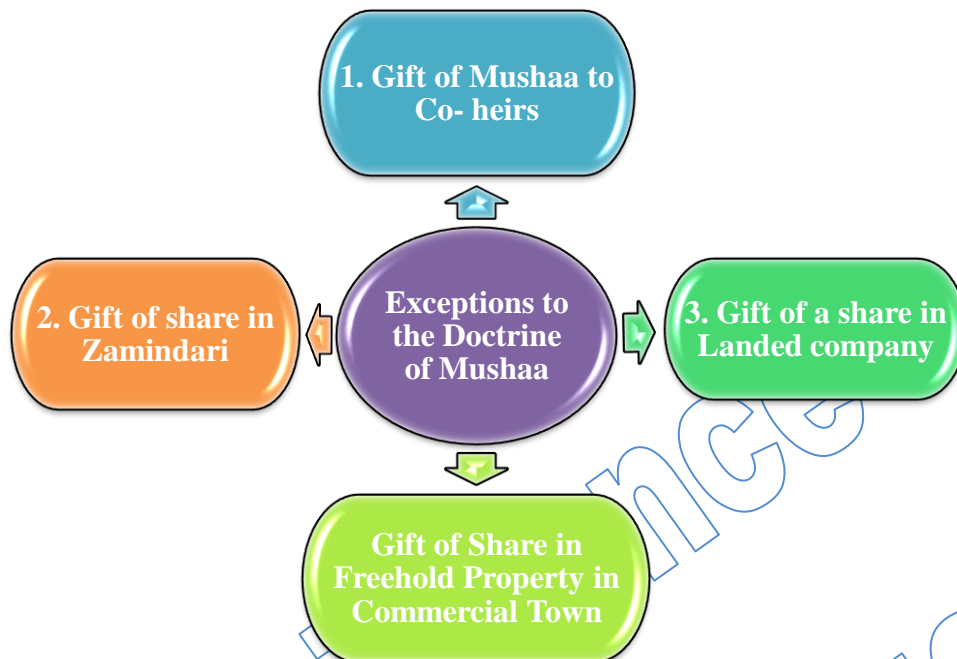 1. Gift of Mushaa to
Co- heirs
2. Gift of share in
Zamindari
Exceptions to
the Doctrine
of Mushaa
3. Gift of a share in
Landed company
Gift of Share in
Freehold Property in
Commercial Town
nce